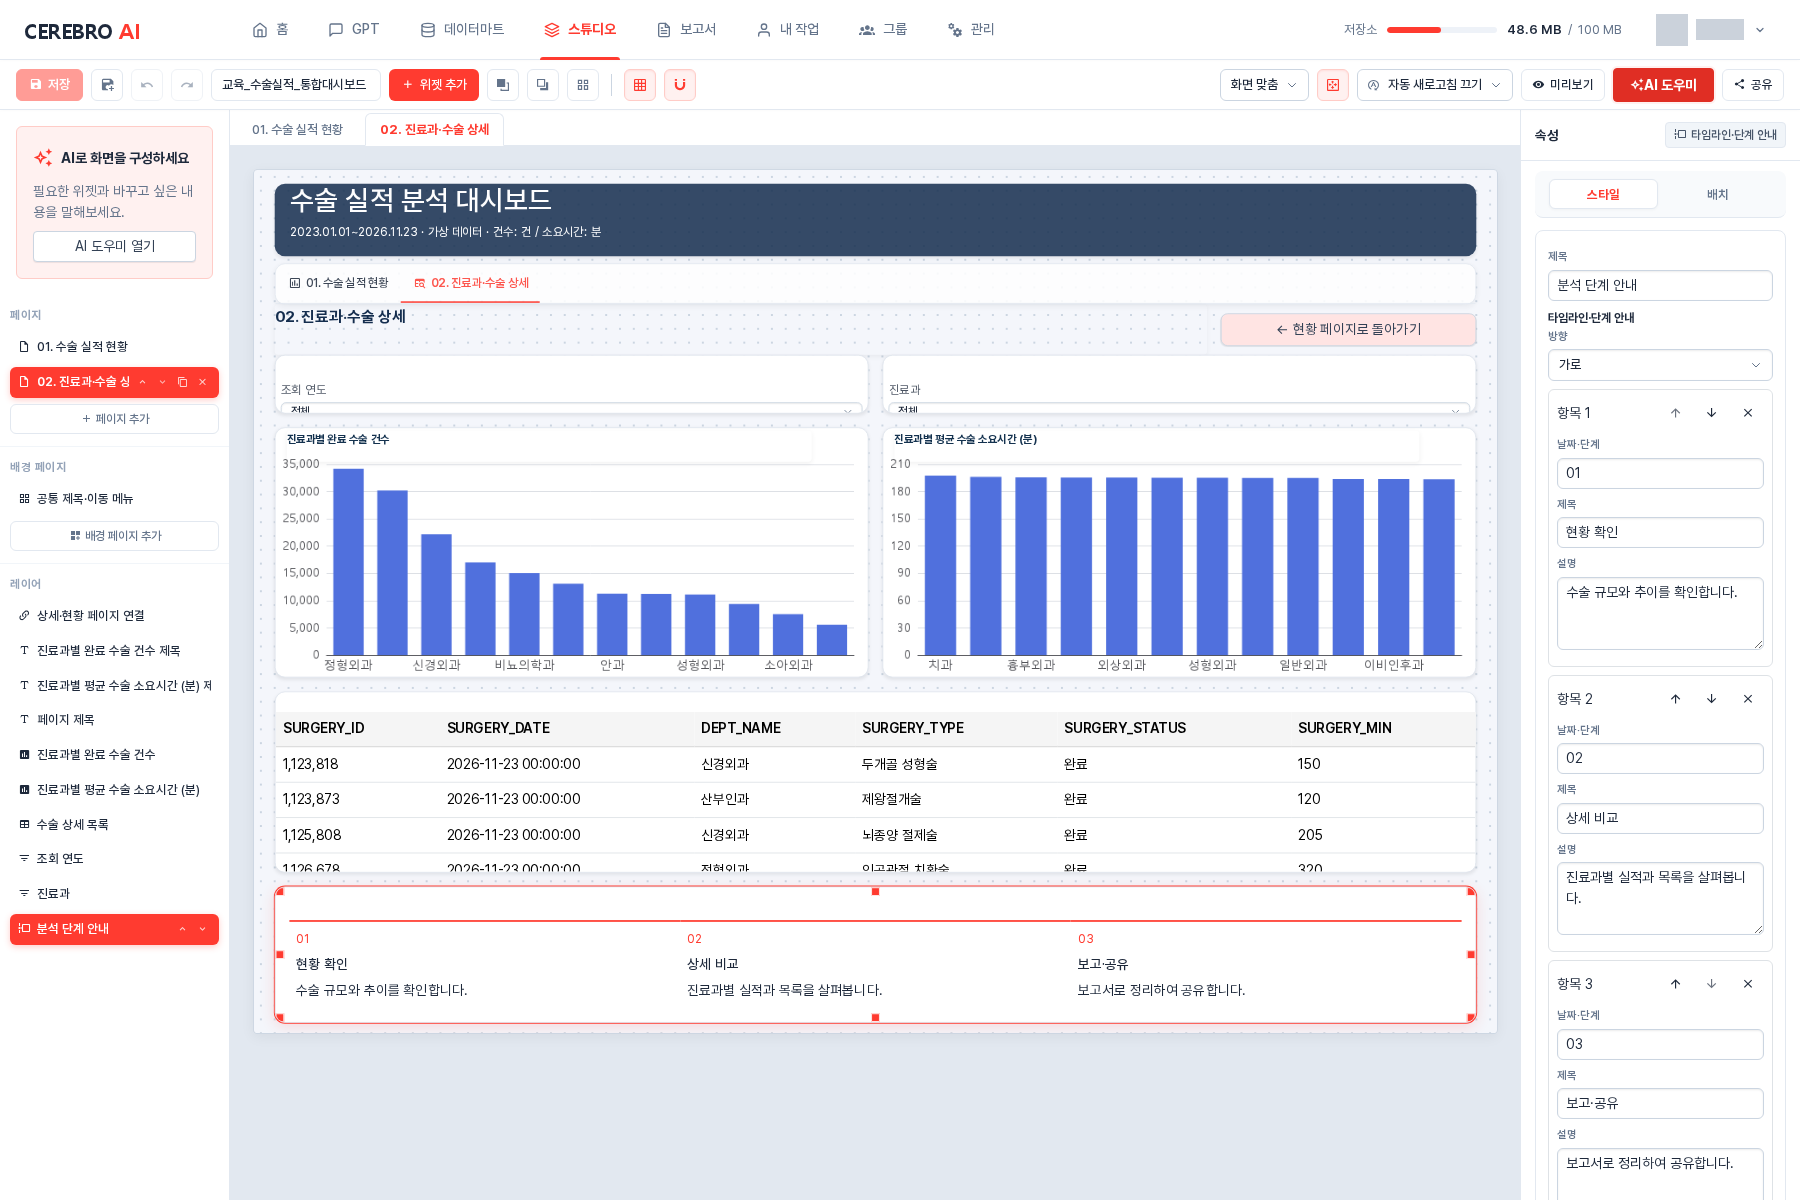 CEREBRO AI
홈
GPT
데이터마트
스튜디오
보고서
내 작업
그룹
관리
저장소
48.6 MB / 100 MB
저장
교육_수술실적_통합대시보드
위젯 추가
화면 맞춤
자동 새로고침 끄기
미리보기
AI 도우미
공유
AI로 화면을 구성하세요
필요한 위젯과 바꾸고 싶은 내
용을 말해보세요.
AI 도우미 열기
페이지
01. 수술 실적 현황
02. 진료과·수술 싱
+ 페이지 추가
배경 페이지
공통 제목·이동 메뉴
배경 페이지 추가
레이어
상세·현황 페이지 연결
진료과별 완료 수술 건수 제목
진료과별 평균 수술 소요시간 (분) 제
페이지 제목
진료과별 완료 수술 건수
진료과별 평균 수술 소요시간 (분)
수술 상세 목록
조회 연도
진료과
분석 단계 안내
01. 수술 실적 현황
02. 진료과·수술 상세
수술 실적 분석 대시보드
2023.01.01~2026.11.23 · 가상 데이터 · 건수: 건 / 소요시간: 분
01. 수술 실적 현황
02. 진료과·수술 상세
02. 진료과·수술 상세
← 현황 페이지로 돌아가기
조회 연도
전체
진료과
전체
진료과별 완료 수술 건수
35,000
30,000
25,000
20,000
15,000
10,000
5,000
0
정형외과
신경외과
비뇨의학과
안과
성형외과
소아외과
진료과별 평균 수술 소요시간 (분)
210
180
150
120
90
60
30
0
치과
흉부외과
외상외과
성형외과
일반외과
이비인후과
SURGERY_ID SURGERY_DATE DEPT_NAME SURGERY_TYPE SURGERY_STATUS SURGERY_MIN
1,123,818 2026-11-23 00:00:00 신경외과 두개골 성형술 완료 150
1,123,873 2026-11-23 00:00:00 산부인과 제왕절개술 완료 120
1,125,808 2026-11-23 00:00:00 신경외과 뇌종양 절제술 완료 205
1,126,678 2026-11-23 00:00:00 정형외과 인공관절 치환술 완료 320
01
현황 확인
수술 규모와 추이를 확인합니다.
02
상세 비교
진료과별 실적과 목록을 살펴봅니다.
03
보고·공유
보고서로 정리하여 공유합니다.
속성
타임라인·단계 안내
스타일
배치
제목
분석 단계 안내
타임라인·단계 안내
방향
가로
항목 1
날짜·단계
01
제목
현황 확인
설명
수술 규모와 추이를 확인합니다.
항목 2
날짜·단계
02
제목
상세 비교
설명
진료과별 실적과 목록을 살펴봅니
다.
항목 3
날짜·단계
03
제목
보고·공유
설명
보고서로 정리하여 공유합니다.